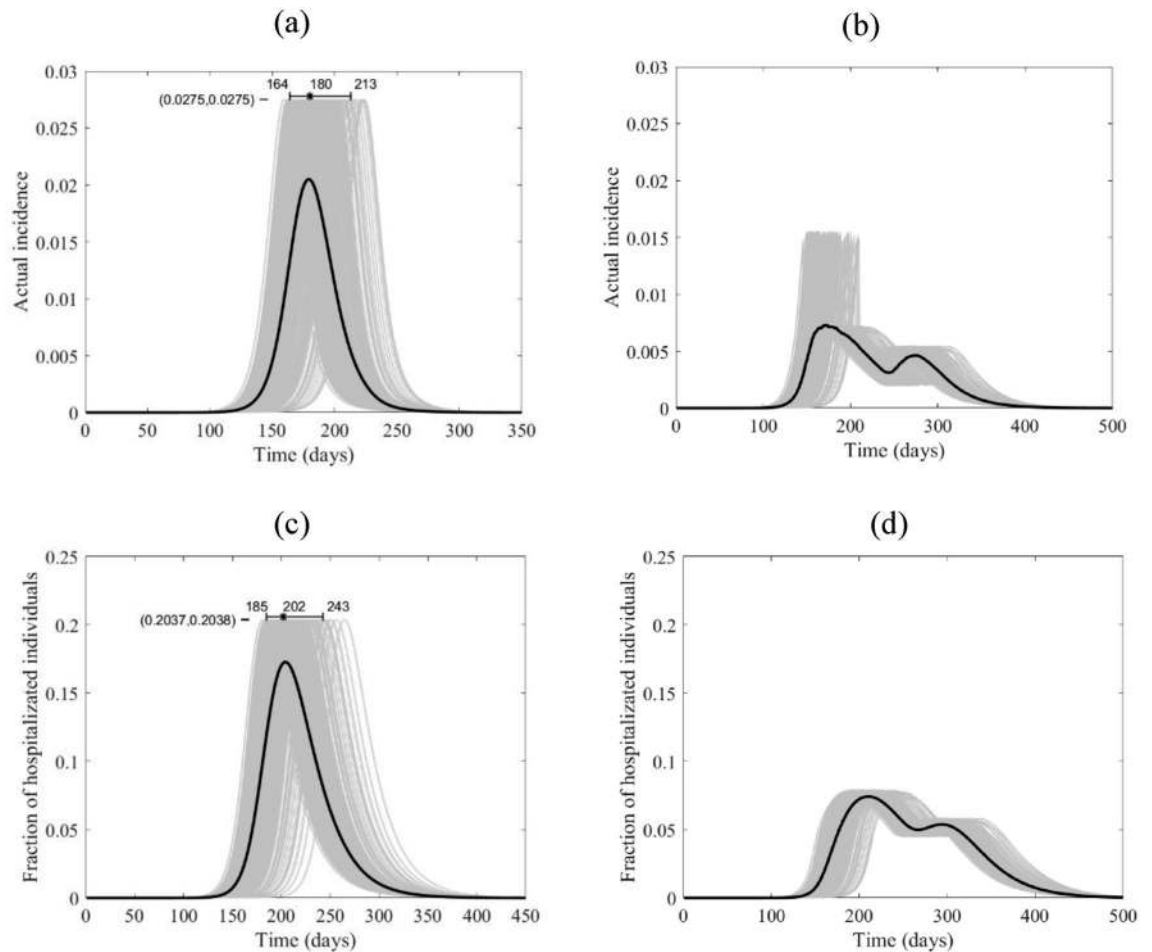 (a)
0.03
0.025
0.02
0.015
0.01
0.005
0
Actual incidence
164 180 213
(0.0275,0.0275)
0 50 100 150 200 250 300 350
Time (days)
(b)
0.03
0.025
0.02
0.015
0.01
0.005
0
Actual incidence
0 100 200 300 400 500
Time (days)
(c)
0.25
0.2
0.15
0.1
0.05
0
Fraction of hospitalizated individuals
185 202 243
(0.2037,0.2038)
0 50 100 150 200 250 300 350 400 450
Time (days)
(d)
0.25
0.2
0.15
0.1
0.05
0
Fraction of hospitalizated individuals
0 100 200 300 400 500
Time (days)